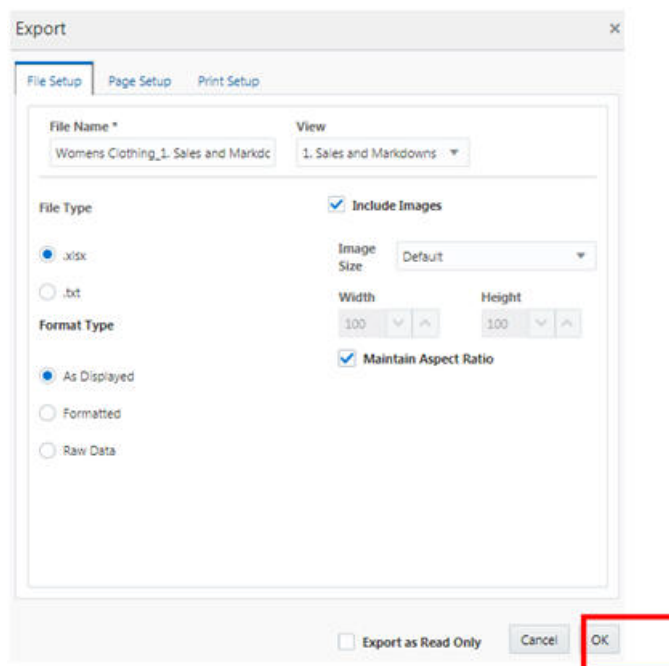 Export
File Setup Page Setup Print Setup
File Name * View
Womens Clothing_1. Sales and Markdc 1. Sales and Markdowns
File Type Include Images
.xlsx Image Size Default
.txt Width Height
Format Type 100 100
As Displayed Maintain Aspect Ratio
Formatted
Raw Data
Export as Read Only Cancel OK